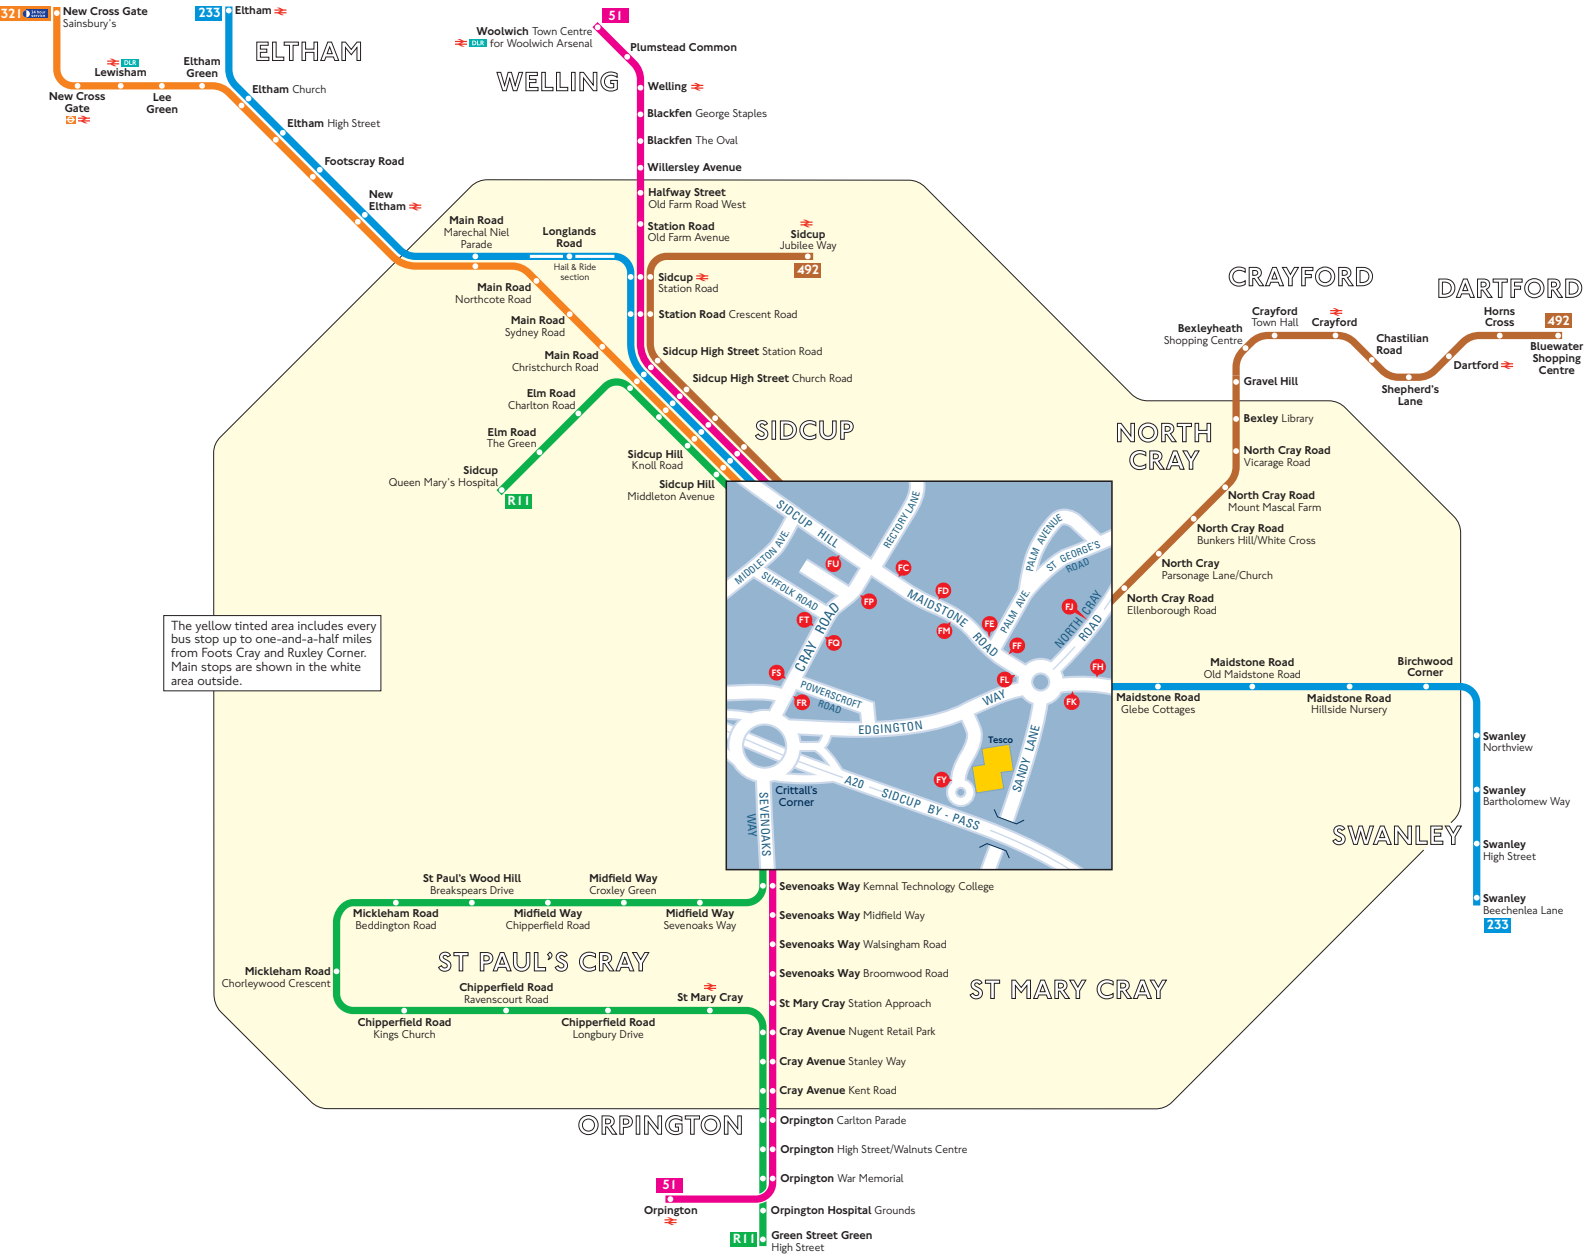 321
24 hour
service
New Cross Gate
Sainsbury's
New Cross
Gate
DLR
Lewisham
Lee
Green
Eltham
Green
233
Eltham
ELTHAM
Eltham Church
Eltham High Street
Footscray Road
New
Eltham
51
Woolwich Town Centre
DLR for Woolwich Arsenal
Plumstead Common
WELLING
Welling
Blackfen George Staples
Blackfen The Oval
Willersley Avenue
Halfway Street
Old Farm Road West
Station Road
Old Farm Avenue
Main Road
Marechal Niel
Parade
Longlands
Road
Hail & Ride
section
Sidcup
Jubilee Way
492
Sidcup
Station Road
Station Road Crescent Road
Main Road
Northcote Road
Main Road
Sydney Road
Main Road
Christchurch Road
Sidcup High Street Station Road
Sidcup High Street Church Road
Elm Road
Charlton Road
Elm Road
The Green
Sidcup
Queen Mary's Hospital
R11
SIDCUP
Sidcup Hill
Knoll Road
Sidcup Hill
Middleton Avenue
CRAYFORD
DARTFORD
Bexleyheath
Shopping Centre
Crayford
Town Hall
Crayford
Chastilian
Road
Shepherd's
Lane
Dartford
Horns
Cross
492
Bluewater
Shopping
Centre
Gravel Hill
Bexley Library
NORTH
CRAY
North Cray Road
Vicarage Road
North Cray Road
Mount Mascal Farm
North Cray Road
Bunkers Hill/White Cross
North Cray
Parsonage Lane/Church
North Cray Road
Ellenborough Road
SIDCUP HILL
RECTORY LANE
MIDDLETON AVE.
SUFFOLK ROAD
CRAY ROAD
MAIDSTONE ROAD
PALM AVENUE
ST GEORGE'S
ROAD
PALM AVE.
NORTH CRAY
ROAD
FU
FC
FP
FD
FM
FT
FQ
FE
FF
FJ
FS
FR
FL
FH
FK
FY
POWERSCROFT
ROAD
EDGINGTON WAY
SANDY LANE
Tesco
Crittall's
Corner
A20 SIDCUP BY - PASS
SEVENOAKS
WAY
The yellow tinted area includes every
bus stop up to one-and-a-half miles
from Foots Cray and Ruxley Corner.
Main stops are shown in the white
area outside.
Maidstone Road
Glebe Cottages
Maidstone Road
Old Maidstone Road
Maidstone Road
Hillside Nursery
Birchwood
Corner
Swanley
Northview
Swanley
Bartholomew Way
SWANLEY
Swanley
High Street
Swanley
Beechenlea Lane
233
St Paul's Wood Hill
Breakspears Drive
Midfield Way
Croxley Green
Mickleham Road
Beddington Road
Midfield Way
Chipperfield Road
Midfield Way
Sevenoaks Way
ST PAUL'S CRAY
Mickleham Road
Chorleywood Crescent
Chipperfield Road
Ravenscourt Road
St Mary Cray
Chipperfield Road
Kings Church
Chipperfield Road
Longbury Drive
Sevenoaks Way Kemnal Technology College
Sevenoaks Way Midfield Way
Sevenoaks Way Walsingham Road
Sevenoaks Way Broomwood Road
St Mary Cray Station Approach
ST MARY CRAY
Cray Avenue Nugent Retail Park
Cray Avenue Stanley Way
Cray Avenue Kent Road
ORPINGTON
Orpington Carlton Parade
Orpington High Street/Walnuts Centre
Orpington War Memorial
51
Orpington
Orpington Hospital Grounds
R11
Green Street Green
High Street